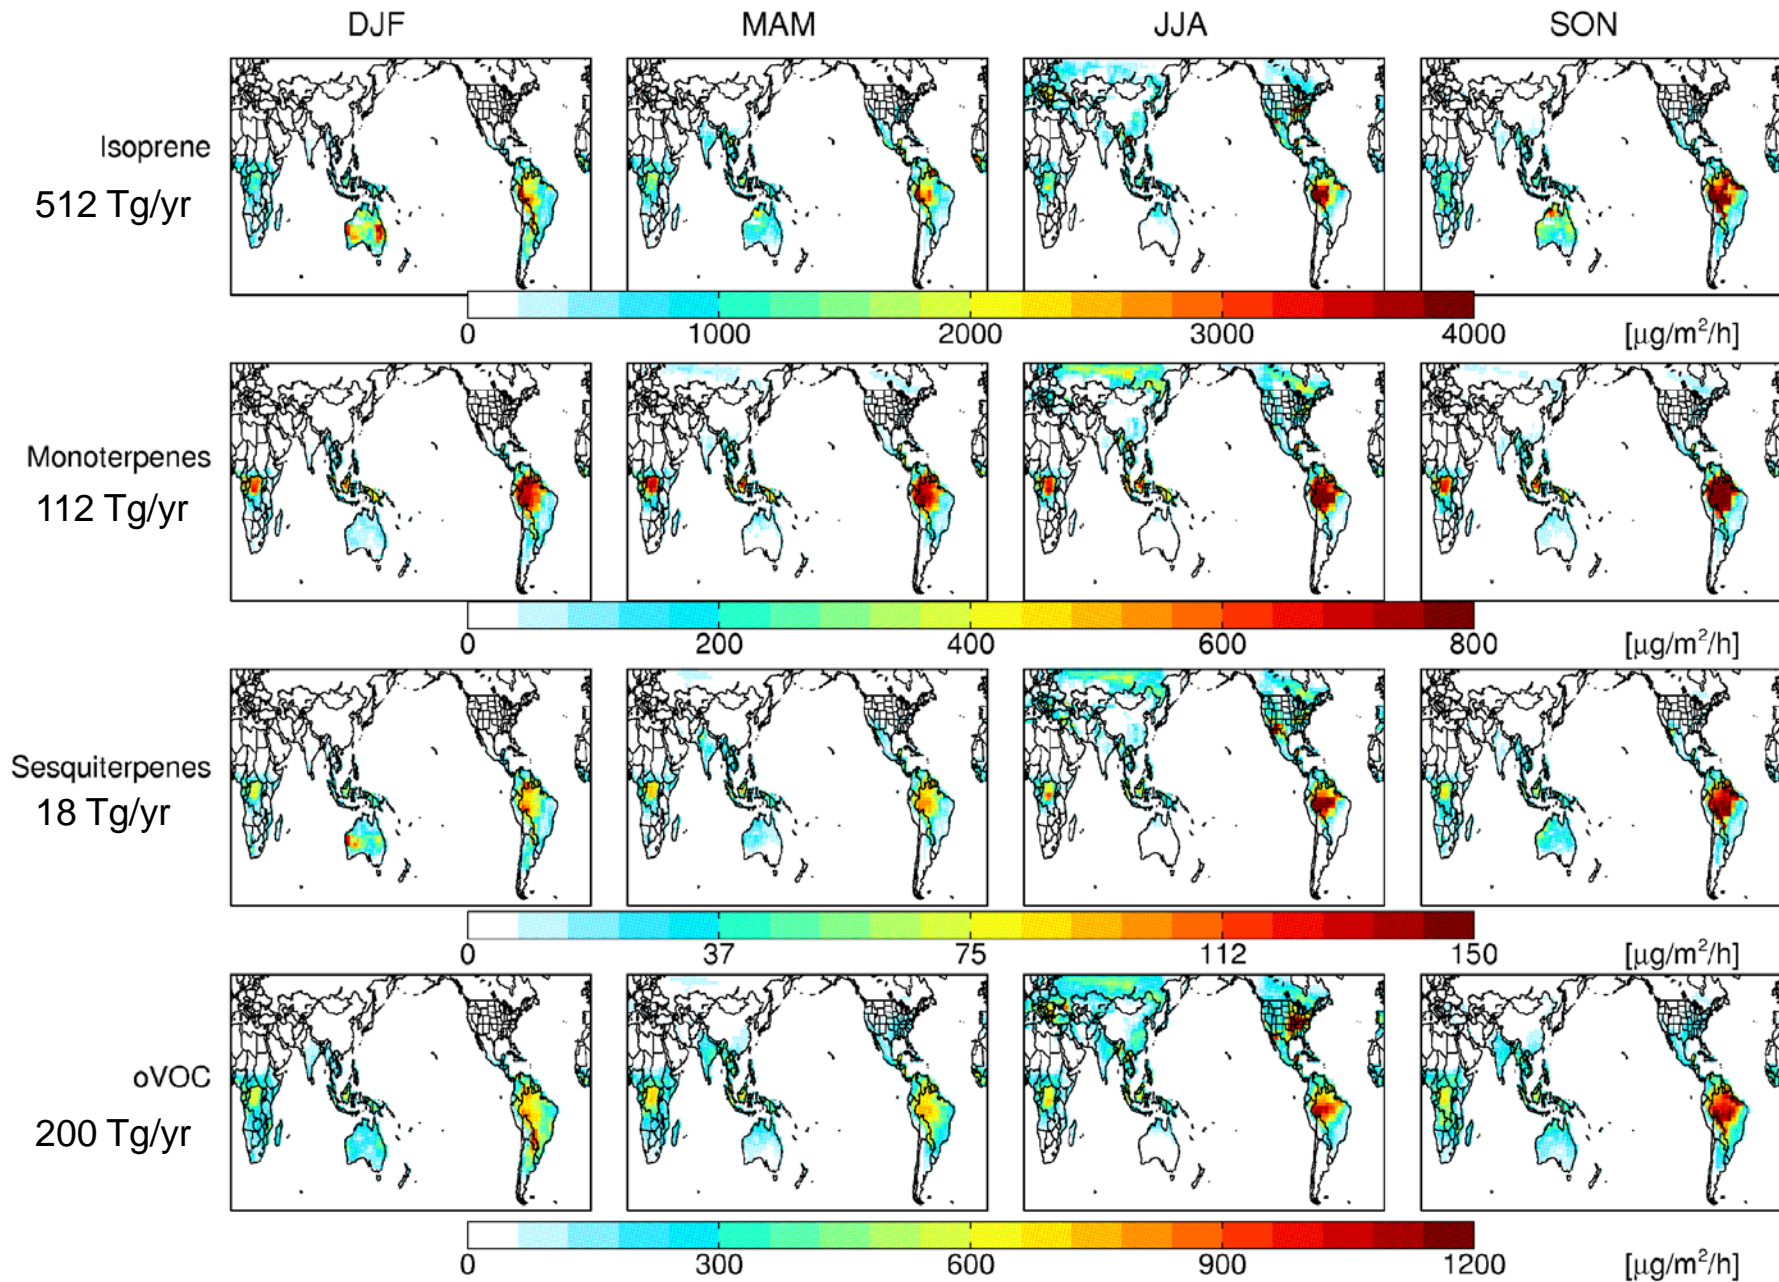 DJF MAM JJA SON
Isoprene
512 Tg/yr
0 1000 2000 3000 4000 [μg/m²/h]
Monoterpenes
112 Tg/yr
0 200 400 600 800 [μg/m²/h]
Sesquiterpenes
18 Tg/yr
0 37 75 112 150 [μg/m²/h]
oVOC
200 Tg/yr
0 300 600 900 1200 [μg/m²/h]